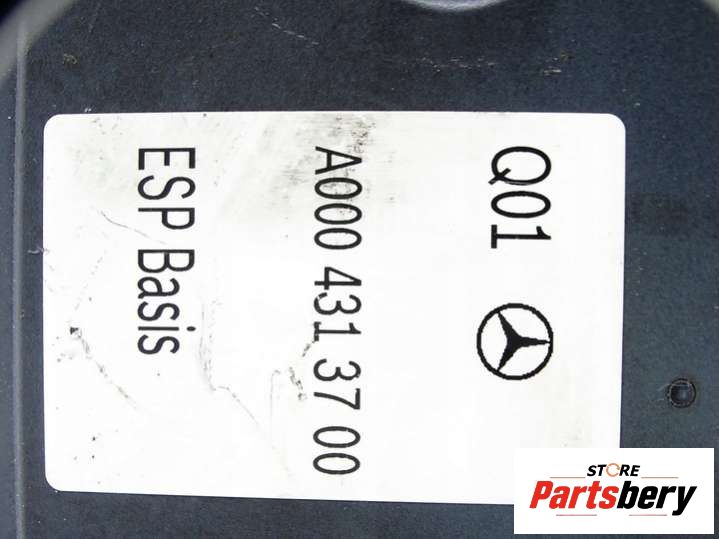 Q01
A000 431 37 00
ESP Basis
STORE
Partsbery